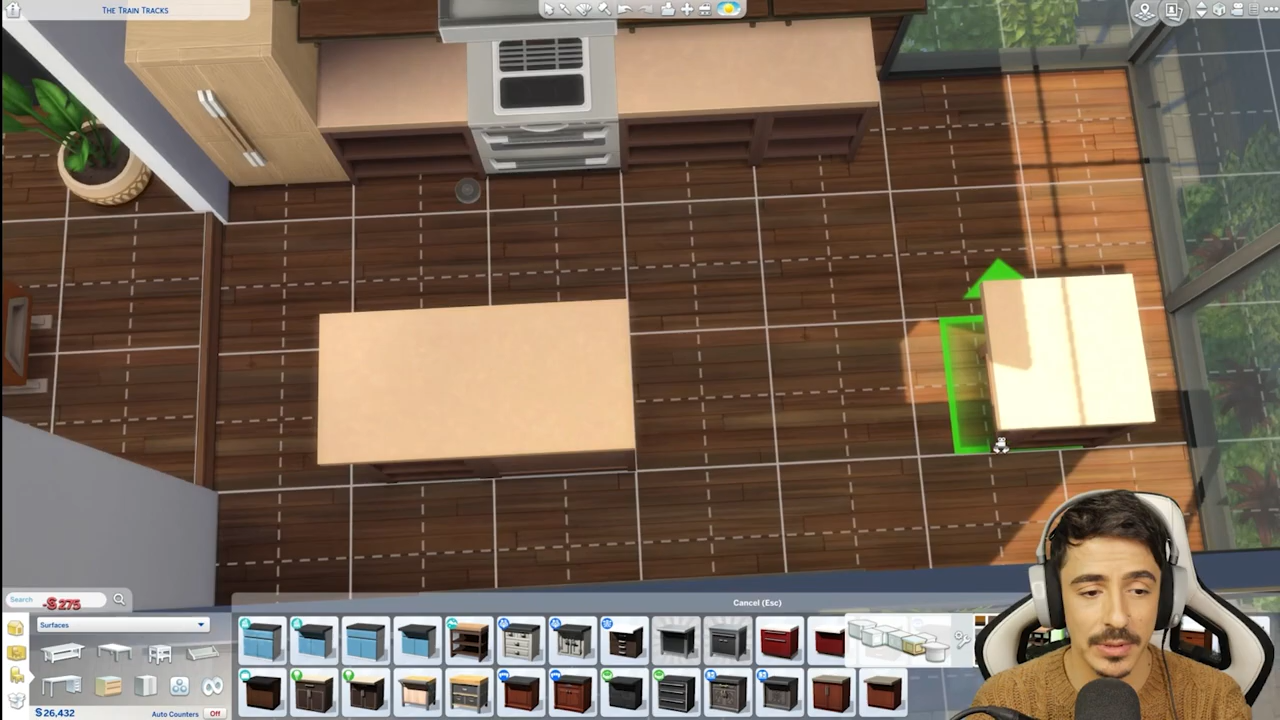 THE TRAIN TRACKS
Search
-§275
Cancel (Esc)
Surfaces
§26,432
Auto Counters
Off